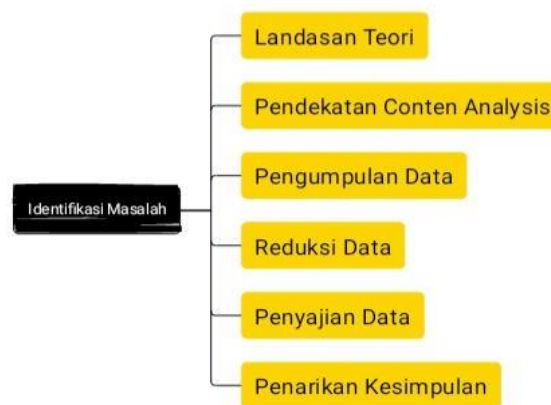 Landasan Teori
Pendekatan Conten Analysis
Pengumpulan Data
Identifikasi Masalah
Reduksi Data
Penyajian Data
Penarikan Kesimpulan